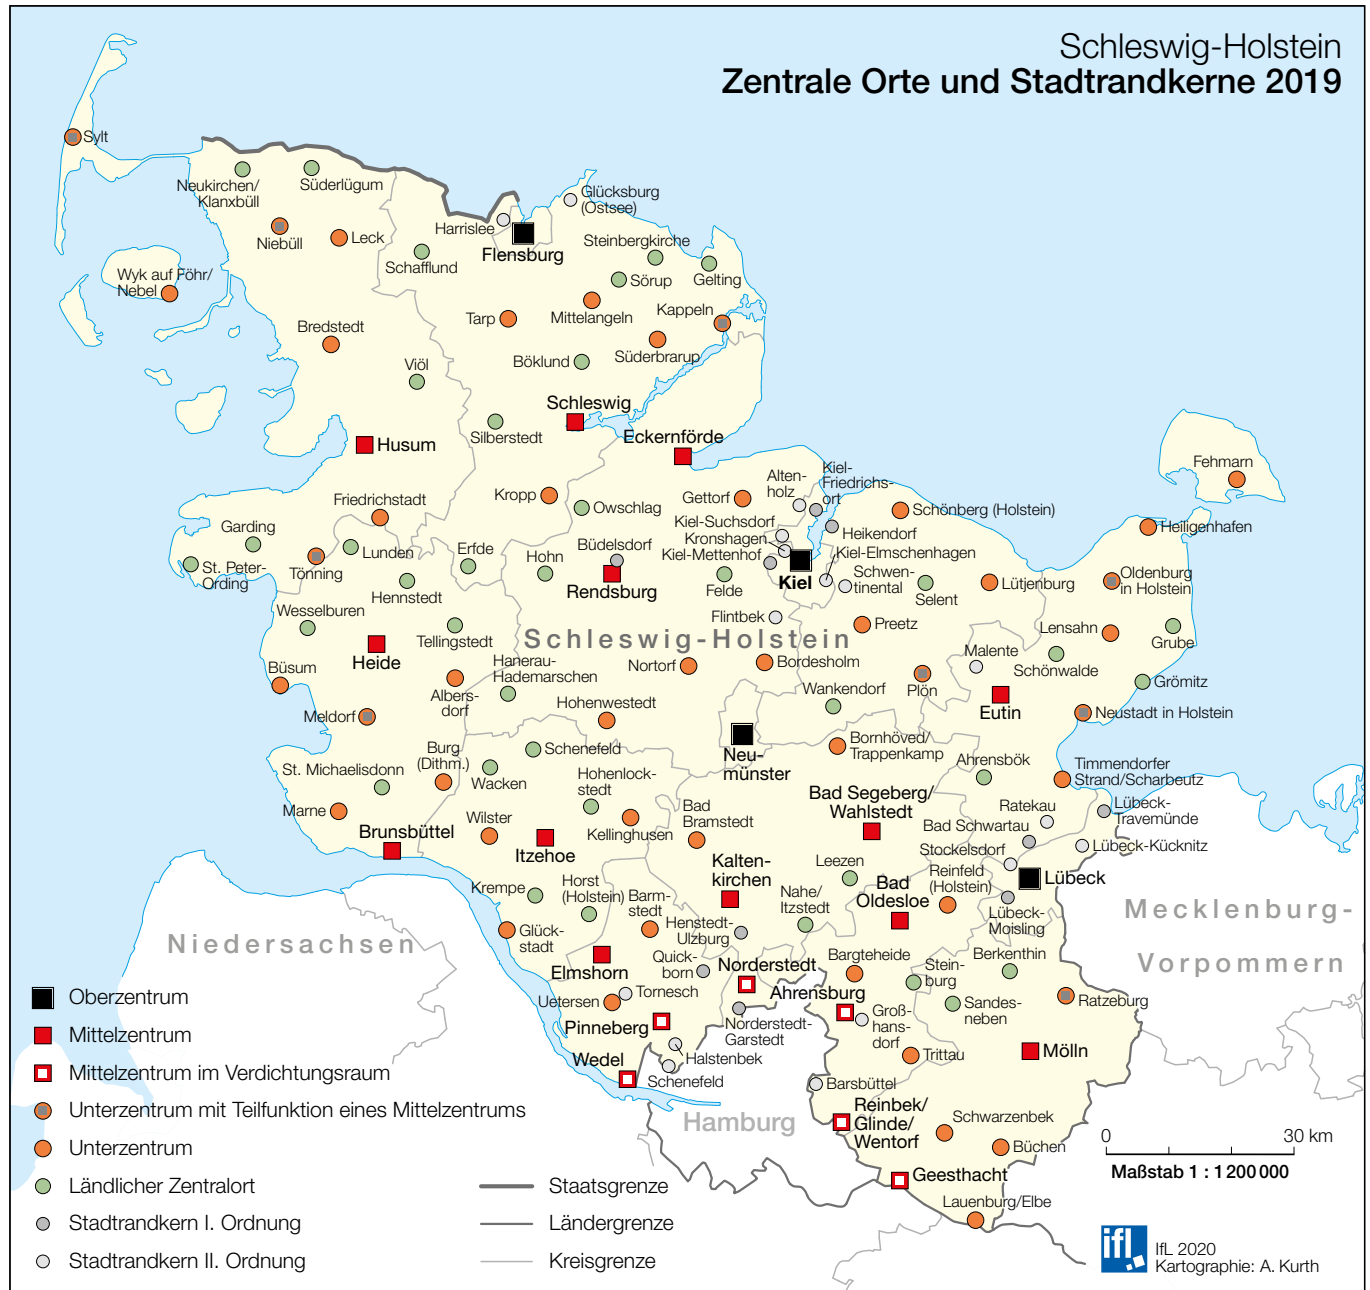 Schleswig-Holstein
Zentrale Orte und Stadtrandkerne 2019
Sylt
Neukirchen/
Klanxbüll
Süderlügum
Glücksburg
(Ostsee)
Harrislee
Flensburg
Niebüll
Leck
Schafflund
Steinbergkirche
Sörup
Gelting
Wyk auf Föhr/
Nebel
Mittelangeln
Kappeln
Tarp
Bredstedt
Süderbrarup
Böklund
Viöl
Schleswig
Silberstedt
Husum
Eckernförde
Fehmarn
Kropp
Owschlag
Gettorf
Alten-
holz
Kiel-
Friedrichs-
ort
Schönberg (Holstein)
Heiligenhafen
Friedrichstadt
Garding
Lunden
Erfde
Hohn
Büdelsdorf
Kiel-Suchsdorf
Kronshagen
Kiel-Mettenhof
Heikendorf
Kiel-Elmschenhagen
St. Peter-
Ording
Tönning
Hennstedt
Rendsburg
Felde
Kiel
Schwen-
tinental
Selent
Lütjenburg
Oldenburg
in Holstein
Wesselburen
Tellingstedt
Flintbek
Preetz
Lensahn
Grube
Schleswig-Holstein
Heide
Büsum
Hanerau-
Hademarschen
Nortorf
Bordesholm
Malente
Schönwalde
Grömitz
Albers-
dorf
Plön
Eutin
Meldorf
Hohenwestedt
Wankendorf
Neustadt in Holstein
Neu-
münster
Bornhöved/
Trappenkamp
Burg
(Dithm.)
Schenefeld
Wacken
Ahrensbök
Timmendorfer
Strand/Scharbeutz
St. Michaelisdonn
Hohenlock-
stedt
Marne
Wilster
Kellinghusen
Bad
Bramstedt
Bad Segeberg/
Wahlstedt
Ratekau
Lübeck-
Travemünde
Brunsbüttel
Itzehoe
Bad Schwartau
Stockelsdorf
Lübeck-Kücknitz
Kalten-
kirchen
Leezen
Reinfeld
(Holstein)
Lübeck
Krempe
Horst
(Holstein)
Barm-
stedt
Nahe/
Itzstedt
Bad
Oldesloe
Lübeck-
Moisling
Mecklenburg-
Vorpommern
Niedersachsen
Glück-
stadt
Henstedt-
Ulzburg
Elmshorn
Quick-
born
Norderstedt
Bargteheide
Stein-
burg
Berkenthin
Uetersen
Tornesch
Ahrensburg
Sandes-
neben
Ratzeburg
Pinneberg
Norderstedt-
Garstedt
Groß-
hans-
dorf
Wedel
Halstenbek
Schenefeld
Trittau
Mölln
Barsbüttel
Hamburg
Reinbek/
Glinde/
Wentorf
Schwarzenbek
Büchen
Geesthacht
Lauenburg/Elbe
Oberzentrum
Mittelzentrum
Mittelzentrum im Verdichtungsraum
Unterzentrum mit Teilfunktion eines Mittelzentrums
Unterzentrum
Ländlicher Zentralort
Stadtrandkern I. Ordnung
Stadtrandkern II. Ordnung
Staatsgrenze
Ländergrenze
Kreisgrenze
0 30 km
Maßstab 1 : 1 200 000
ifl
IfL 2020
Kartographie: A. Kurth